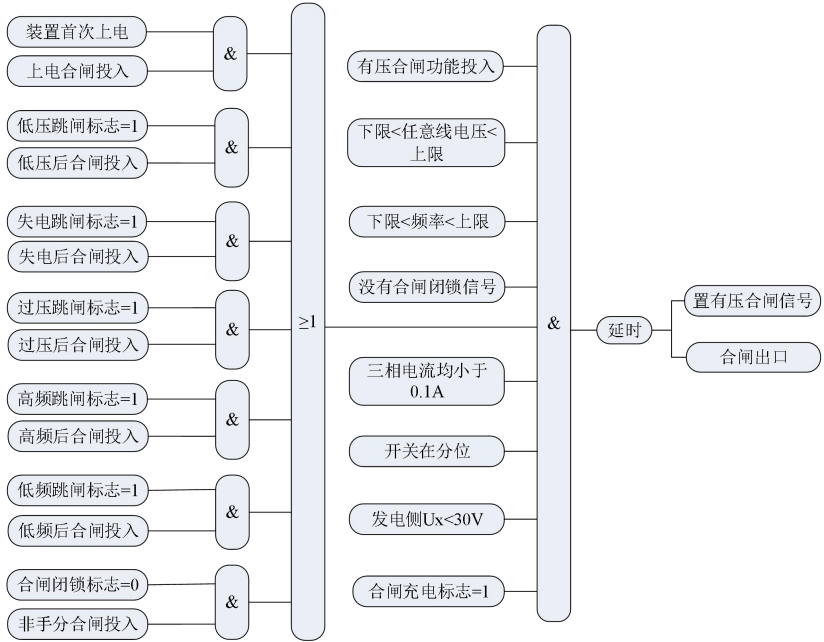 装置首次上电
上电合闸投入
&
低压跳闸标志=1
低压后合闸投入
&
失电跳闸标志=1
失电后合闸投入
&
过压跳闸标志=1
过压后合闸投入
&
高频跳闸标志=1
高频后合闸投入
&
低频跳闸标志=1
低频后合闸投入
&
合闸闭锁标志=0
非手分合闸投入
&
≥1
有压合闸功能投入
下限<任意线电压<
上限
下限<频率<上限
没有合闸闭锁信号
三相电流均小于
0.1A
开关在分位
发电侧Ux<30V
合闸充电标志=1
&
延时
置有压合闸信号
合闸出口